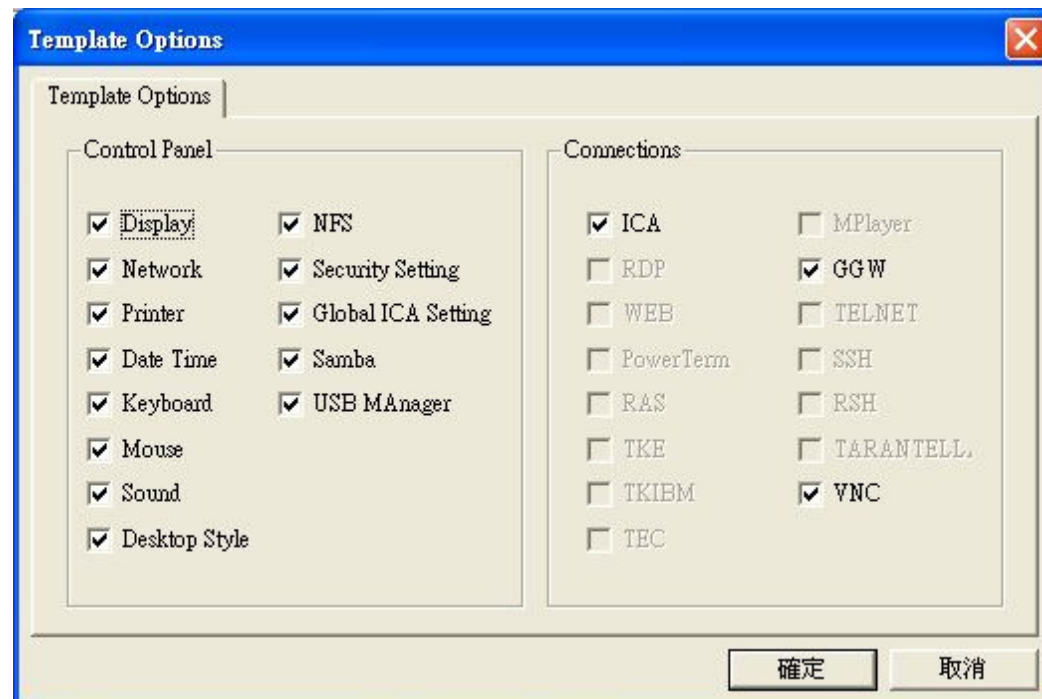 Template Options
Template Options
Control Panel
Display
Network
Printer
Date Time
Keyboard
Mouse
Sound
Desktop Style
NFS
Security Setting
Global ICA Setting
Samba
USB MAnager
Connections
ICA
RDP
WEB
PowerTerm
RAS
TKE
TKIBM
TEC
MPlayer
GGW
TELNET
SSH
RSH
TARANTELL
VNC
確定
取消